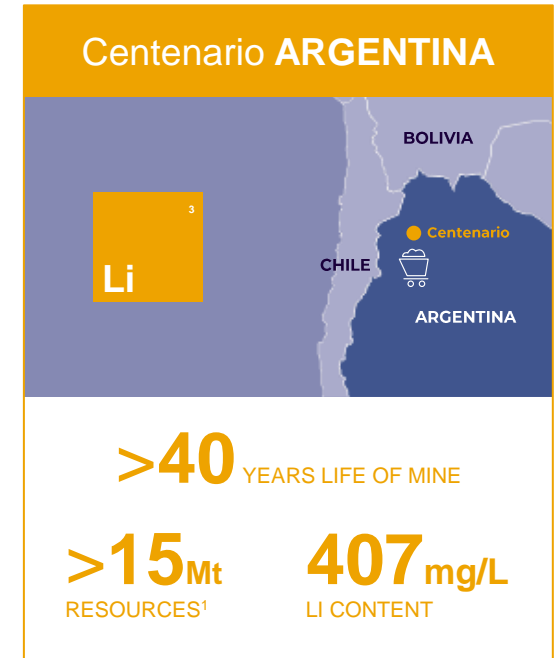 Centenario ARGENTINA
BOLIVIA
3
Li
Centenario
CHILE
ARGENTINA
>40 YEARS LIFE OF MINE
>15Mt
RESOURCES¹
407mg/L
LI CONTENT